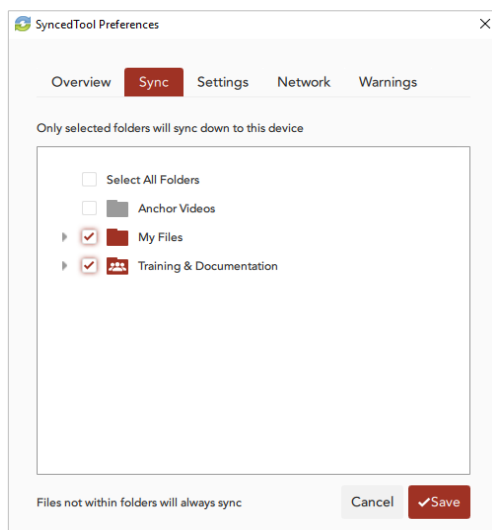 SyncedTool Preferences
Overview Sync Settings Network Warnings
Only selected folders will sync down to this device
Select All Folders
Anchor Videos
My Files
Training & Documentation
Files not within folders will always sync
Cancel Save